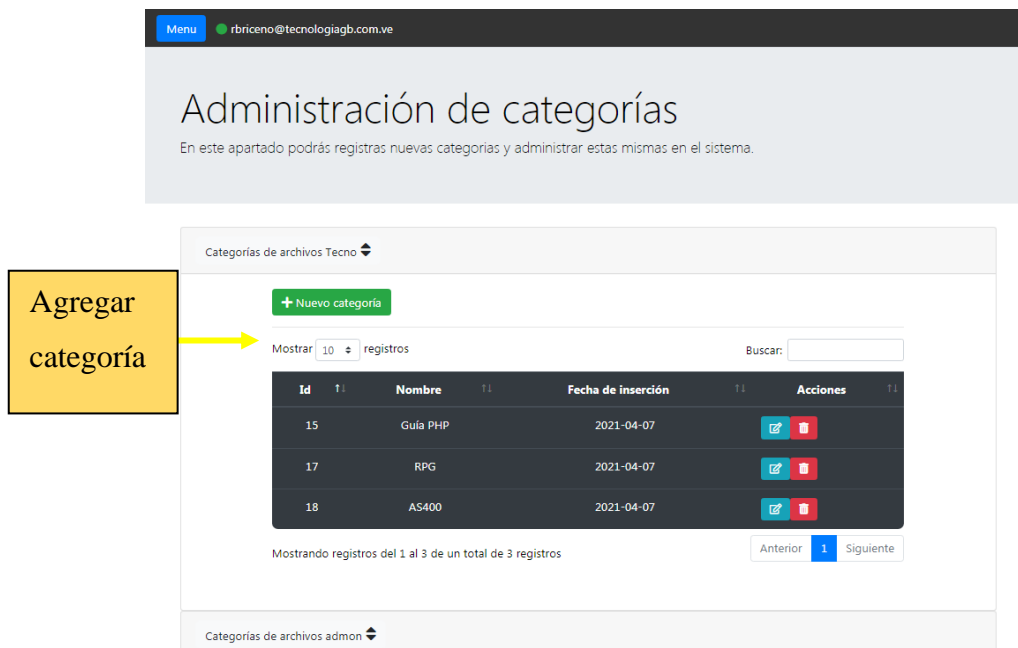 Menu rbriceno@tecnologiagb.com.ve
Administración de categorías
En este apartado podrás registras nuevas categorias y administrar estas mismas en el sistema.
Categorías de archivos Tecno
Agregar
categoría
+ Nuevo categoría
Mostrar 10 registros Buscar:
Id Nombre Fecha de inserción Acciones
15 Guía PHP 2021-04-07
17 RPG 2021-04-07
18 AS400 2021-04-07
Mostrando registros del 1 al 3 de un total de 3 registros Anterior 1 Siguiente
Categorías de archivos admon